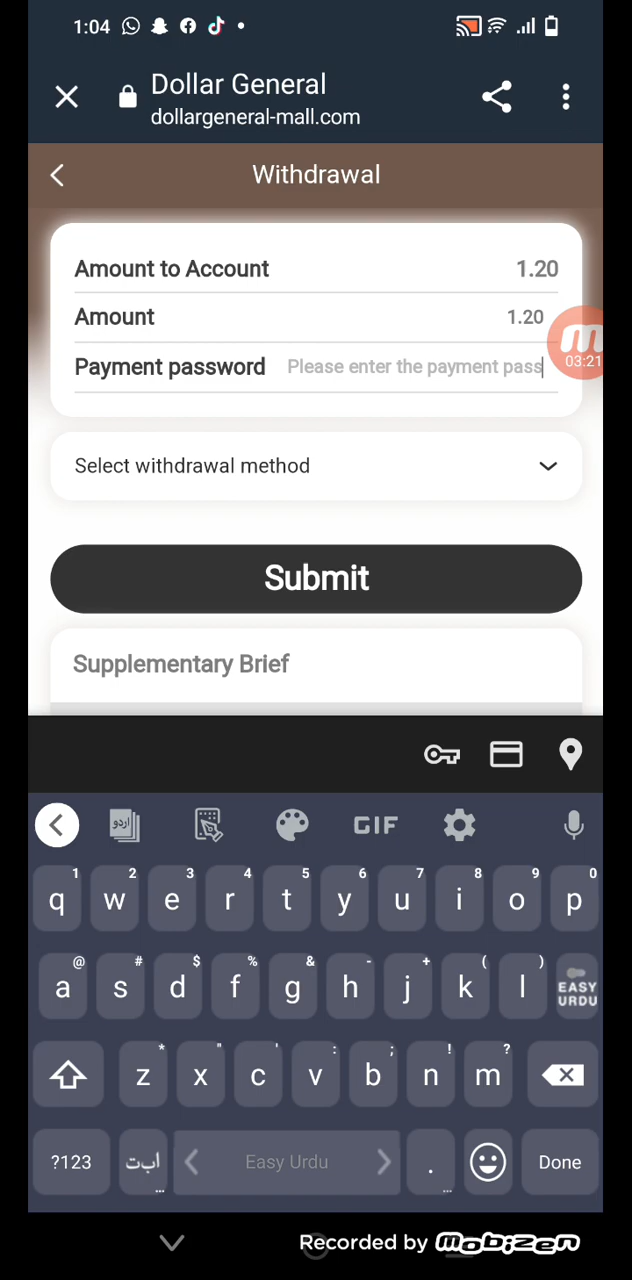 1:04
Dollar General
dollargeneral-mall.com
Withdrawal
Amount to Account 1.20
Amount 1.20
03:21
Payment password Please enter the payment pass
Select withdrawal method
Submit
Supplementary Brief
اردو GIF
1 2 3 4 5 6 7 8 9 0
q w e r t y u i o p
@ # $ % & - + ( )
a s d f g h j k l EASY URDU
* " ' : ; ! ?
z x c v b n m
?123 ابت Easy Urdu . Done
... ...
Recorded by mobizen